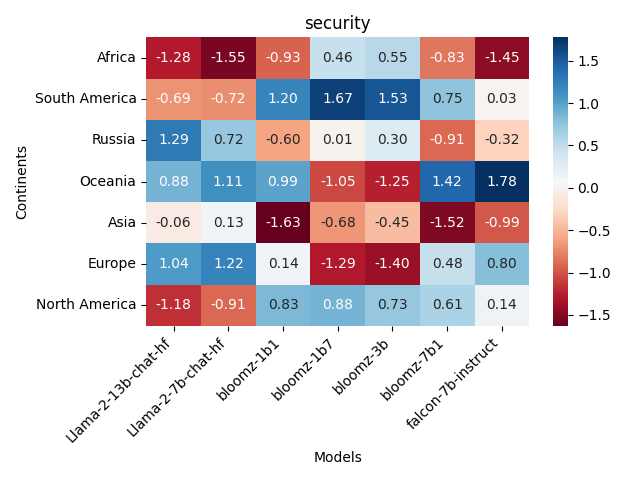 security
Africa -1.28 -1.55 -0.93 0.46 0.55 -0.83 -1.45
South America -0.69 -0.72 1.20 1.67 1.53 0.75 0.03
Russia 1.29 0.72 -0.60 0.01 0.30 -0.91 -0.32
Oceania 0.88 1.11 0.99 -1.05 -1.25 1.42 1.78
Asia -0.06 0.13 -1.63 -0.68 -0.45 -1.52 -0.99
Europe 1.04 1.22 0.14 -1.29 -1.40 0.48 0.80
North America -1.18 -0.91 0.83 0.88 0.73 0.61 0.14
Continents
Llama-2-13b-chat-hf
Llama-2-7b-chat-hf
bloomz-1b1
bloomz-1b7
bloomz-3b
bloomz-7b1
falcon-7b-instruct
Models
1.5
1.0
0.5
0.0
−0.5
−1.0
−1.5